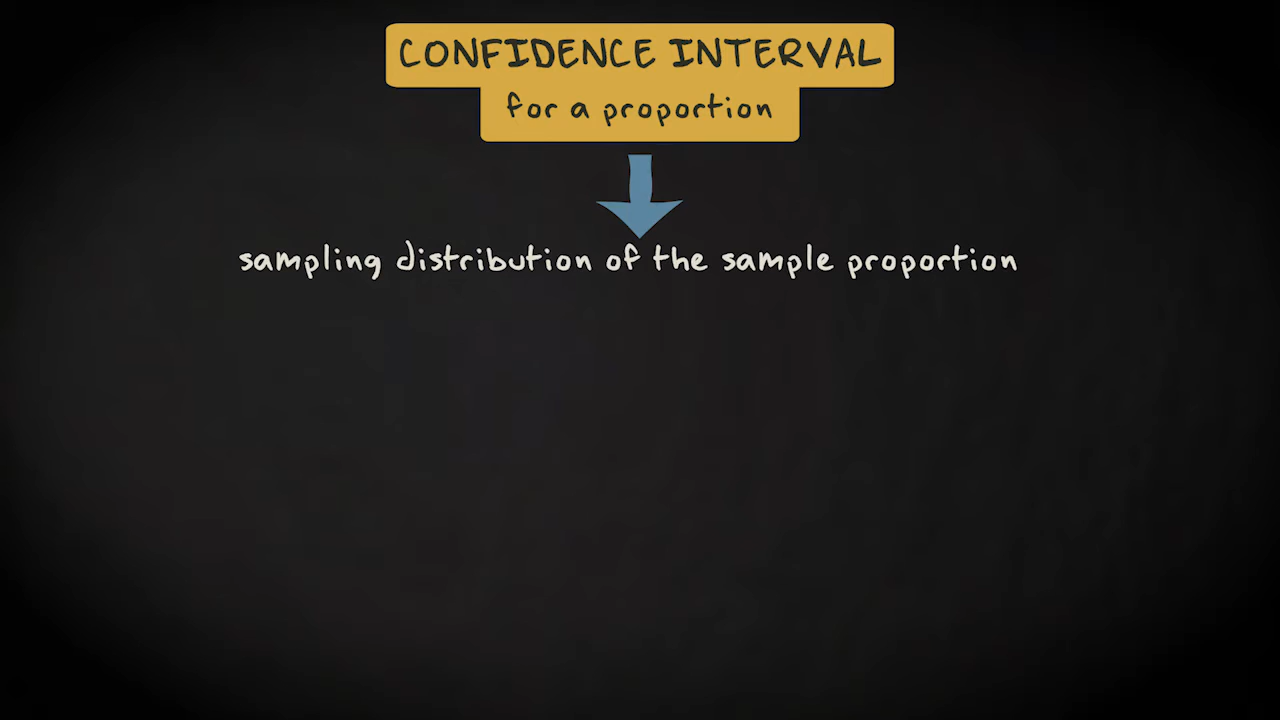 CONFIDENCE INTERVAL
for a proportion
sampling distribution of the sample proportion